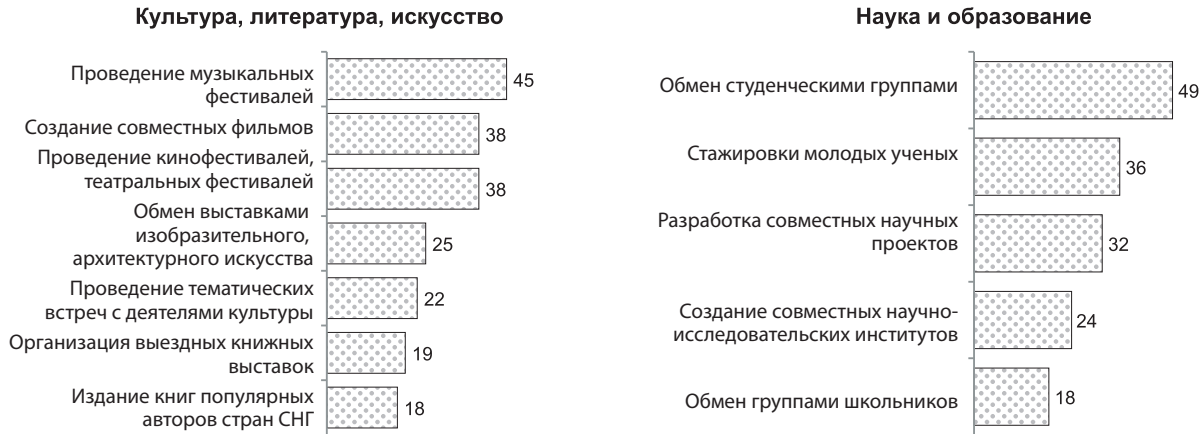 Культура, литература, искусство
Проведение музыкальных
фестивалей
45
Создание совместных фильмов
38
Проведение кинофестивалей,
театральных фестивалей
38
Обмен выставками
изобразительного,
архитектурного искусства
25
Проведение тематических
встреч с деятелями культуры
22
Организация выездных книжных
выставок
19
Издание книг популярных
авторов стран СНГ
18
Наука и образование
Обмен студенческими группами
49
Стажировки молодых ученых
36
Разработка совместных научных
проектов
32
Создание совместных научно-
исследовательских институтов
24
Обмен группами школьников
18